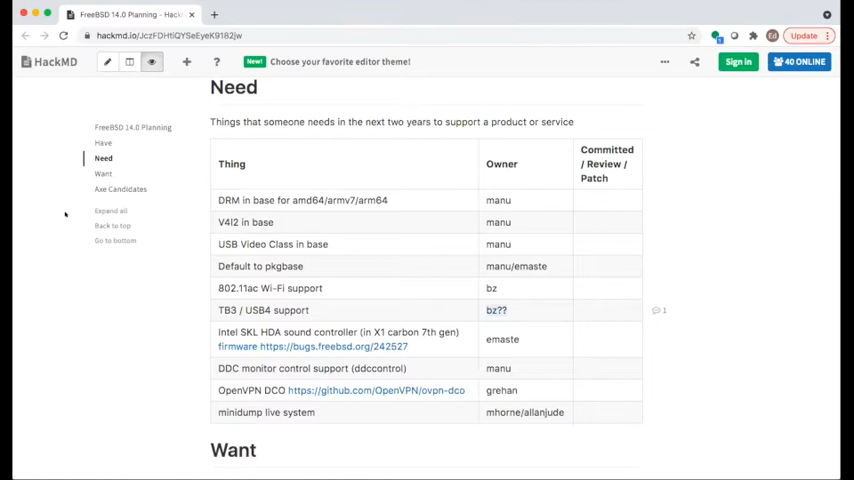 FreeBSD 14.0 Planning - HackM
hackmd.io/JczFDhtiQYSeEyeK9182jw
Ed
Update
HackMD
New!
Choose your favorite editor theme!
Sign in
40 ONLINE
FreeBSD 14.0 Planning
Have
Need
Want
Axe Candidates
Expand all
Back to top
Go to bottom
Need
Things that someone needs in the next two years to support a product or service
Thing Owner Committed / Review / Patch
DRM in base for amd64/armv7/arm64 manu
V4l2 in base manu
USB Video Class in base manu
Default to pkgbase manu/emaste
802.11ac Wi-Fi support bz
TB3 / USB4 support bz??
1
Intel SKL HDA sound controller (in X1 carbon 7th gen)
firmware https://bugs.freebsd.org/242527 emaste
DDC monitor control support (ddccontrol) manu
OpenVPN DCO https://github.com/OpenVPN/ovpn-dco grehan
minidump live system mhorne/allanjude
Want